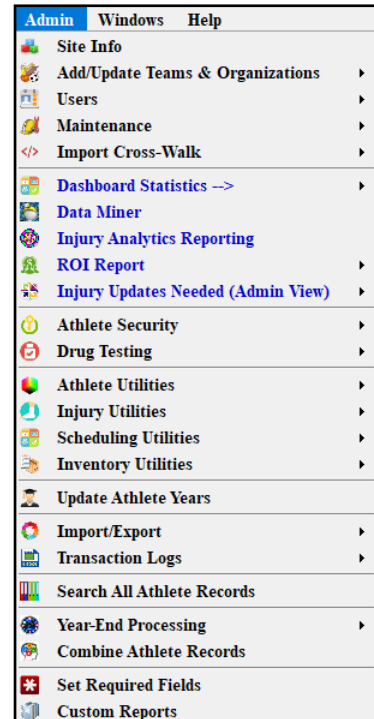 Admin Windows Help
Site Info
Add/Update Teams & Organizations
Users
Maintenance
Import Cross-Walk
Dashboard Statistics -->
Data Miner
Injury Analytics Reporting
ROI Report
Injury Updates Needed (Admin View)
Athlete Security
Drug Testing
Athlete Utilities
Injury Utilities
Scheduling Utilities
Inventory Utilities
Update Athlete Years
Import/Export
Transaction Logs
Search All Athlete Records
Year-End Processing
Combine Athlete Records
Set Required Fields
Custom Reports